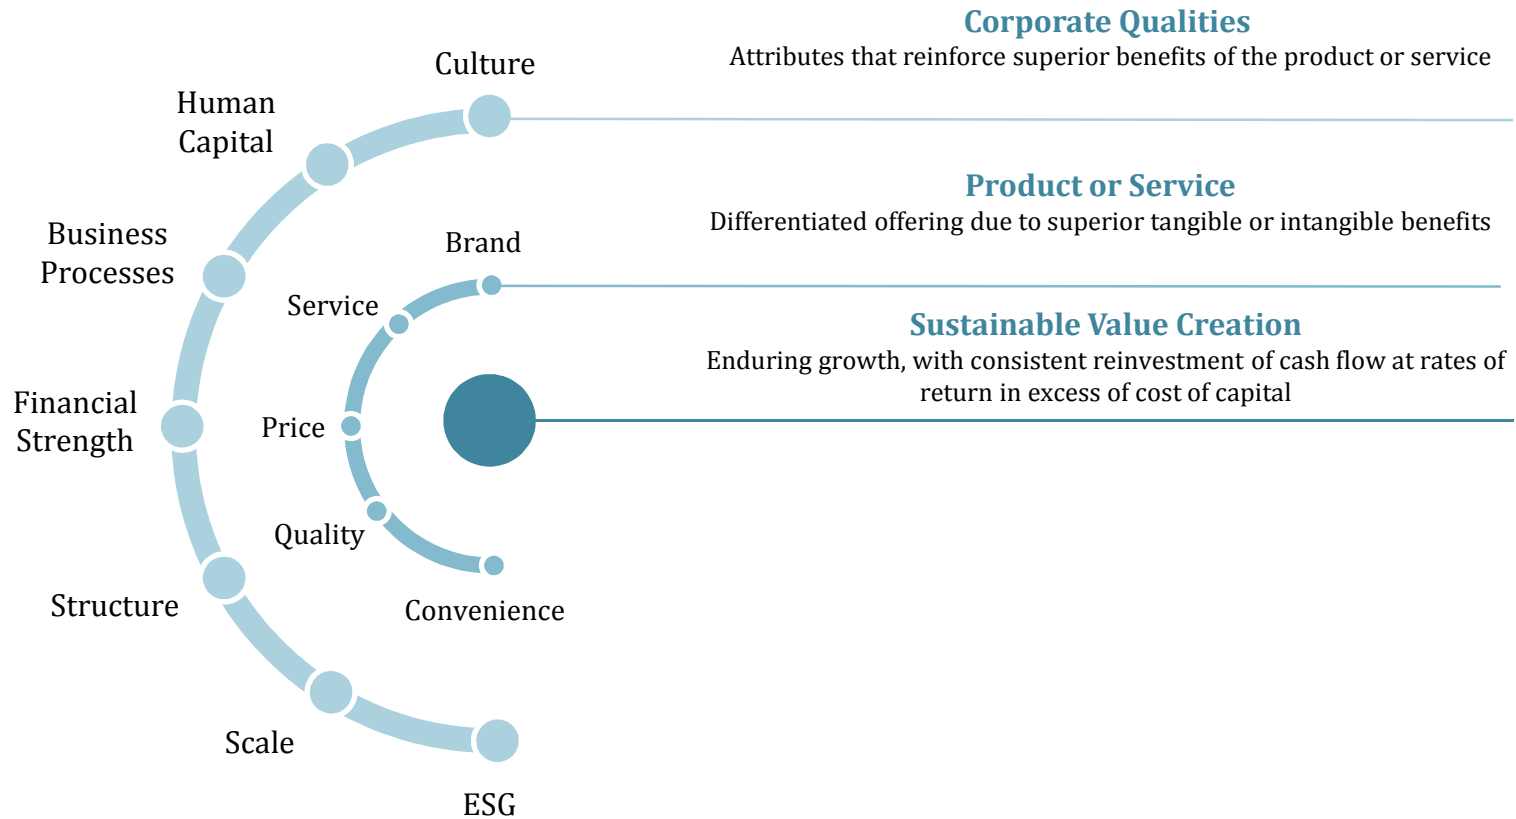 Corporate Qualities
Attributes that reinforce superior benefits of the product or service
Culture
Human
Capital
Product or Service
Differentiated offering due to superior tangible or intangible benefits
Business
Processes
Brand
Service
Sustainable Value Creation
Enduring growth, with consistent reinvestment of cash flow at rates of
return in excess of cost of capital
Financial
Strength
Price
Quality
Structure
Convenience
Scale
ESG